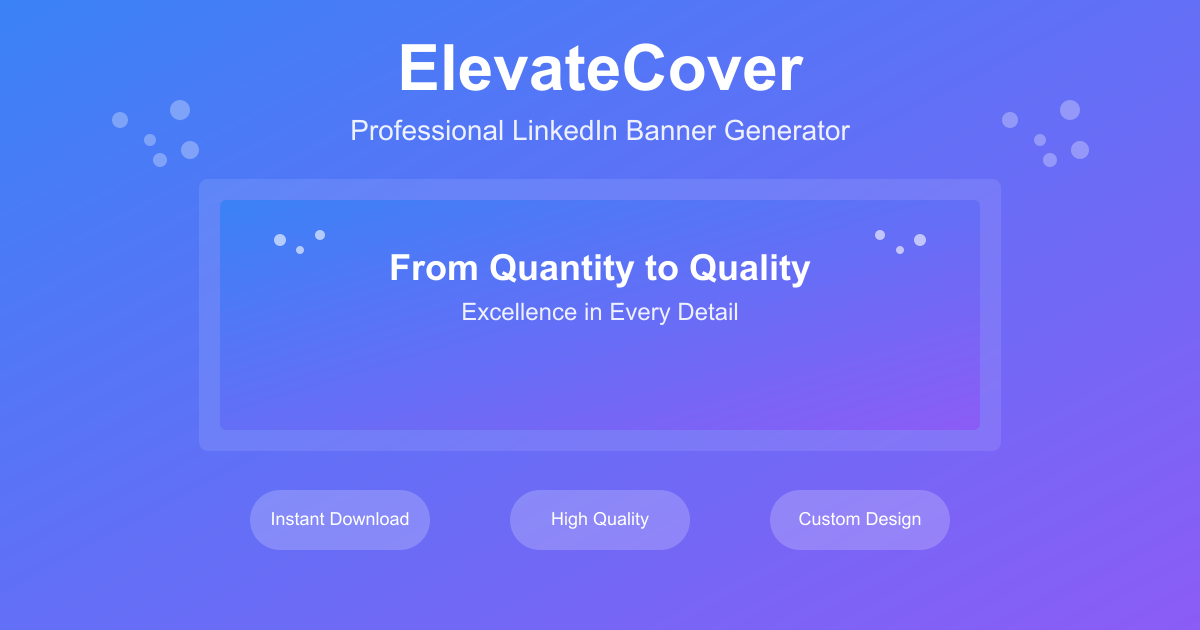 ElevateCover
Professional LinkedIn Banner Generator
From Quantity to Quality
Excellence in Every Detail
Instant Download
High Quality
Custom Design